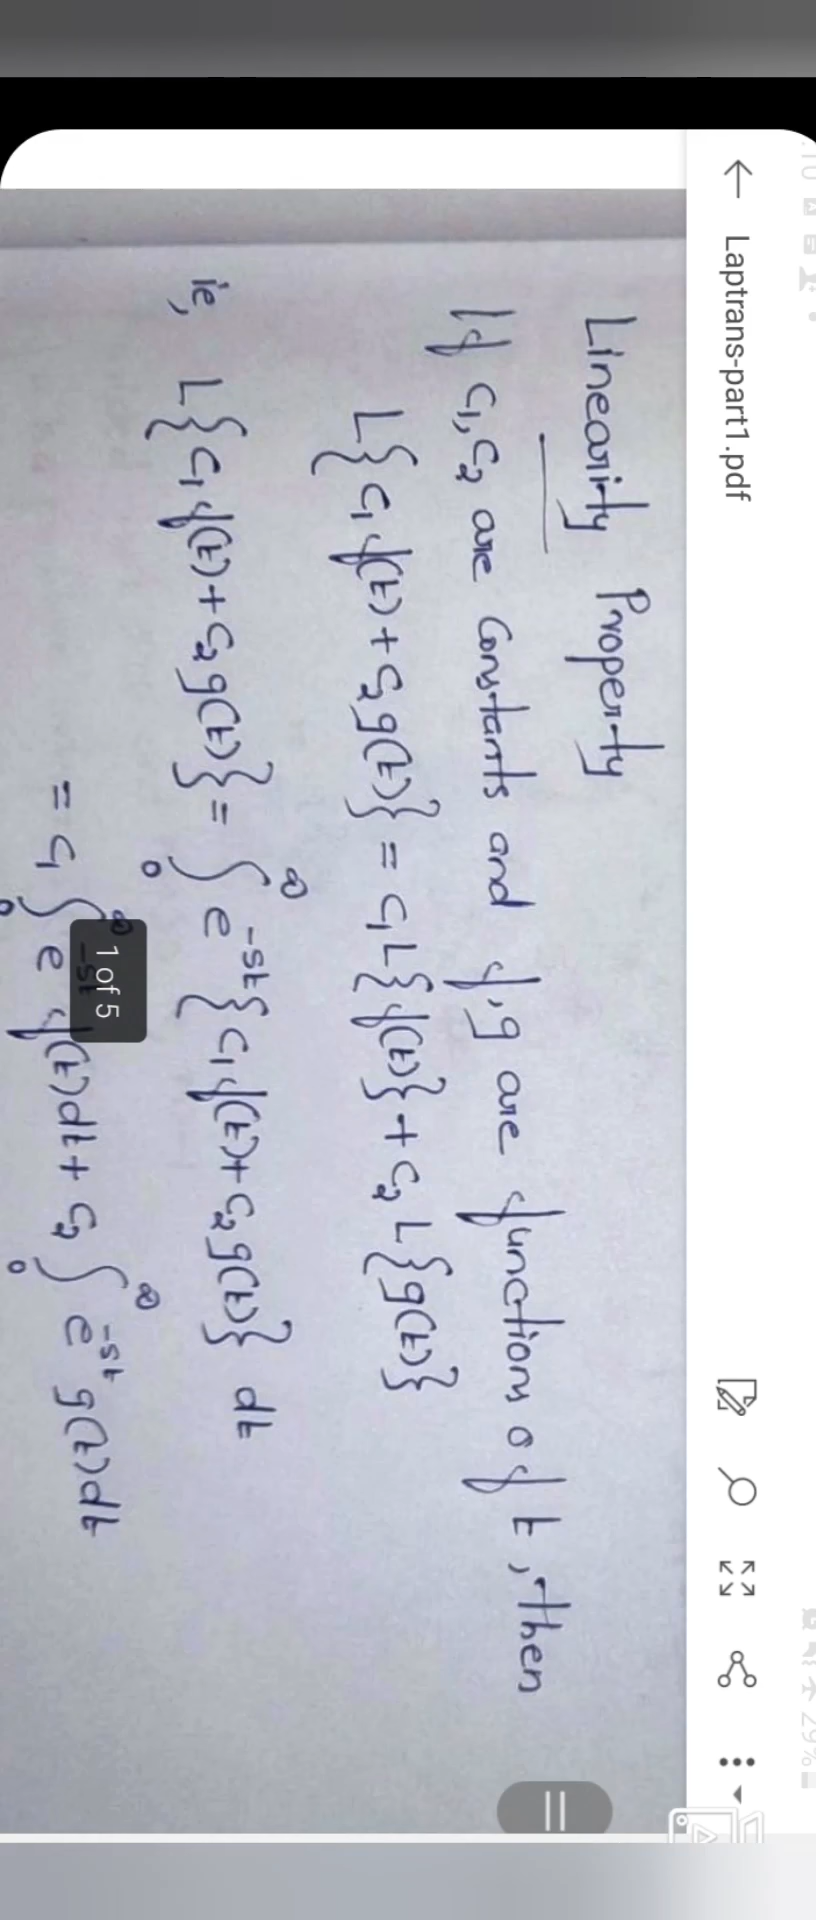 Laptrans-part1.pdf
29%
Linearity Property
If c₁, c₂ are constants and f, g are functions of t, then
L{c₁f(t) + c₂g(t)} = c₁L{f(t)} + c₂L{g(t)}
ie, L{c₁f(t) + c₂g(t)} = ∫₀^∞ e^-st {c₁f(t) + c₂g(t)} dt
= c₁ ∫₀^∞ e^-st f(t)dt + c₂ ∫₀^∞ e^-st g(t)dt
1 of 5